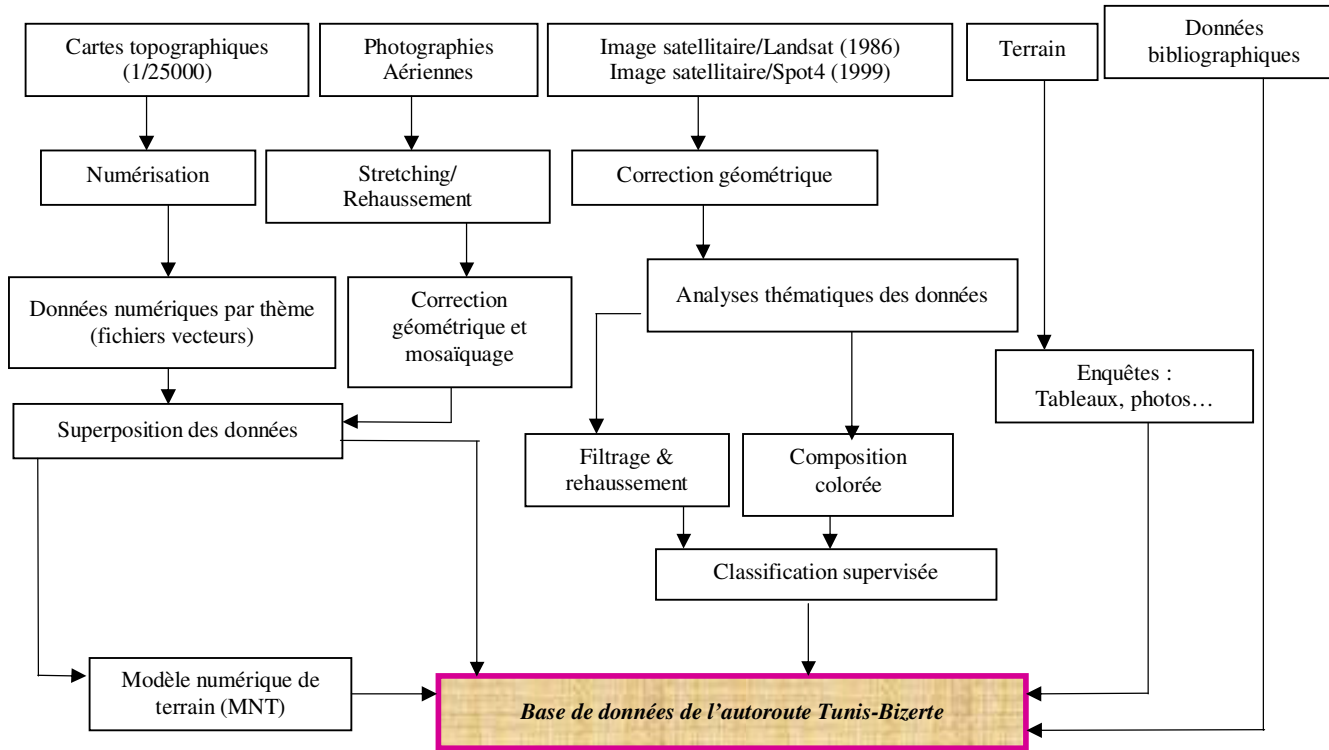 Cartes topographiques
(1/25000)
Photographies
Aériennes
Image satellitaire/Landsat (1986)
Image satellitaire/Spot4 (1999)
Terrain
Données
bibliographiques
Numérisation
Stretching/
Rehaussement
Correction géométrique
Données numériques par thème
(fichiers vecteurs)
Correction
géométrique et
mosaïquage
Analyses thématiques des données
Enquêtes :
Tableaux, photos…
Superposition des données
Filtrage &
rehaussement
Composition
colorée
Classification supervisée
Modèle numérique de
terrain (MNT)
Base de données de l’autoroute Tunis-Bizerte